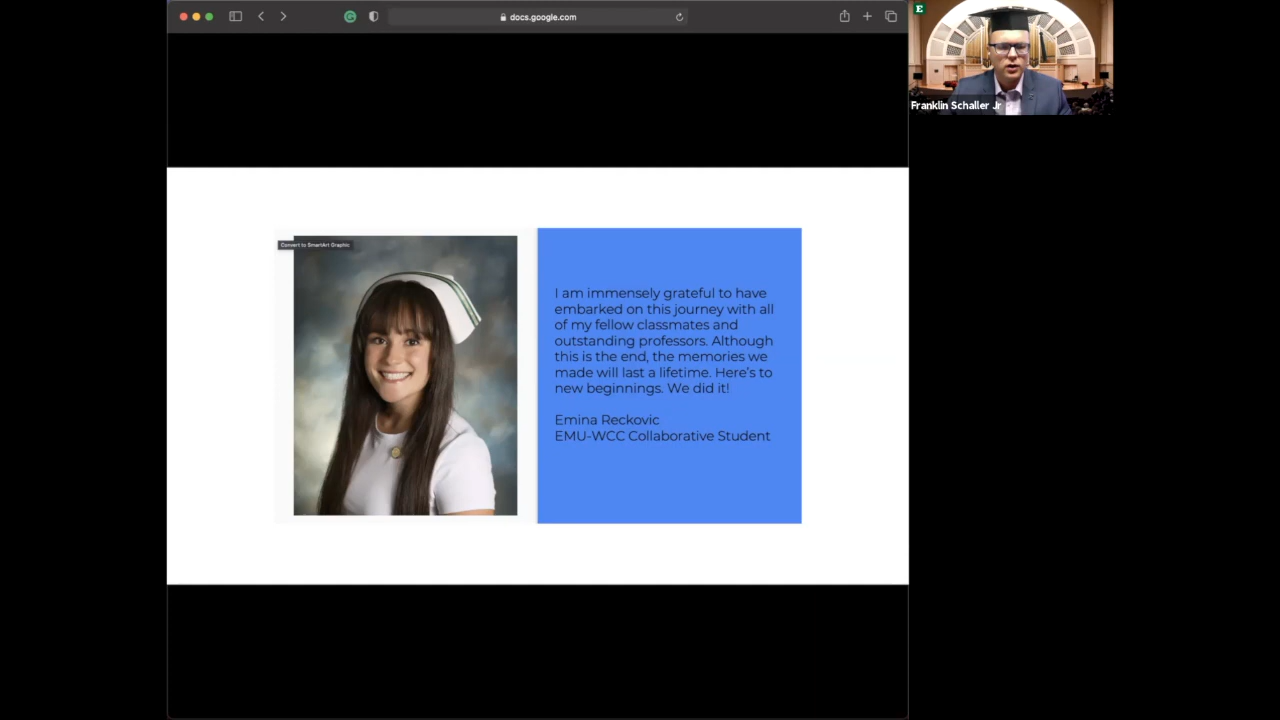 docs.google.com
E
Franklin Schaller Jr
Convert to SmartArt Graphic
I am immensely grateful to have
embarked on this journey with all
of my fellow classmates and
outstanding professors. Although
this is the end, the memories we
made will last a lifetime. Here's to
new beginnings. We did it!
Emina Reckovic
EMU-WCC Collaborative Student